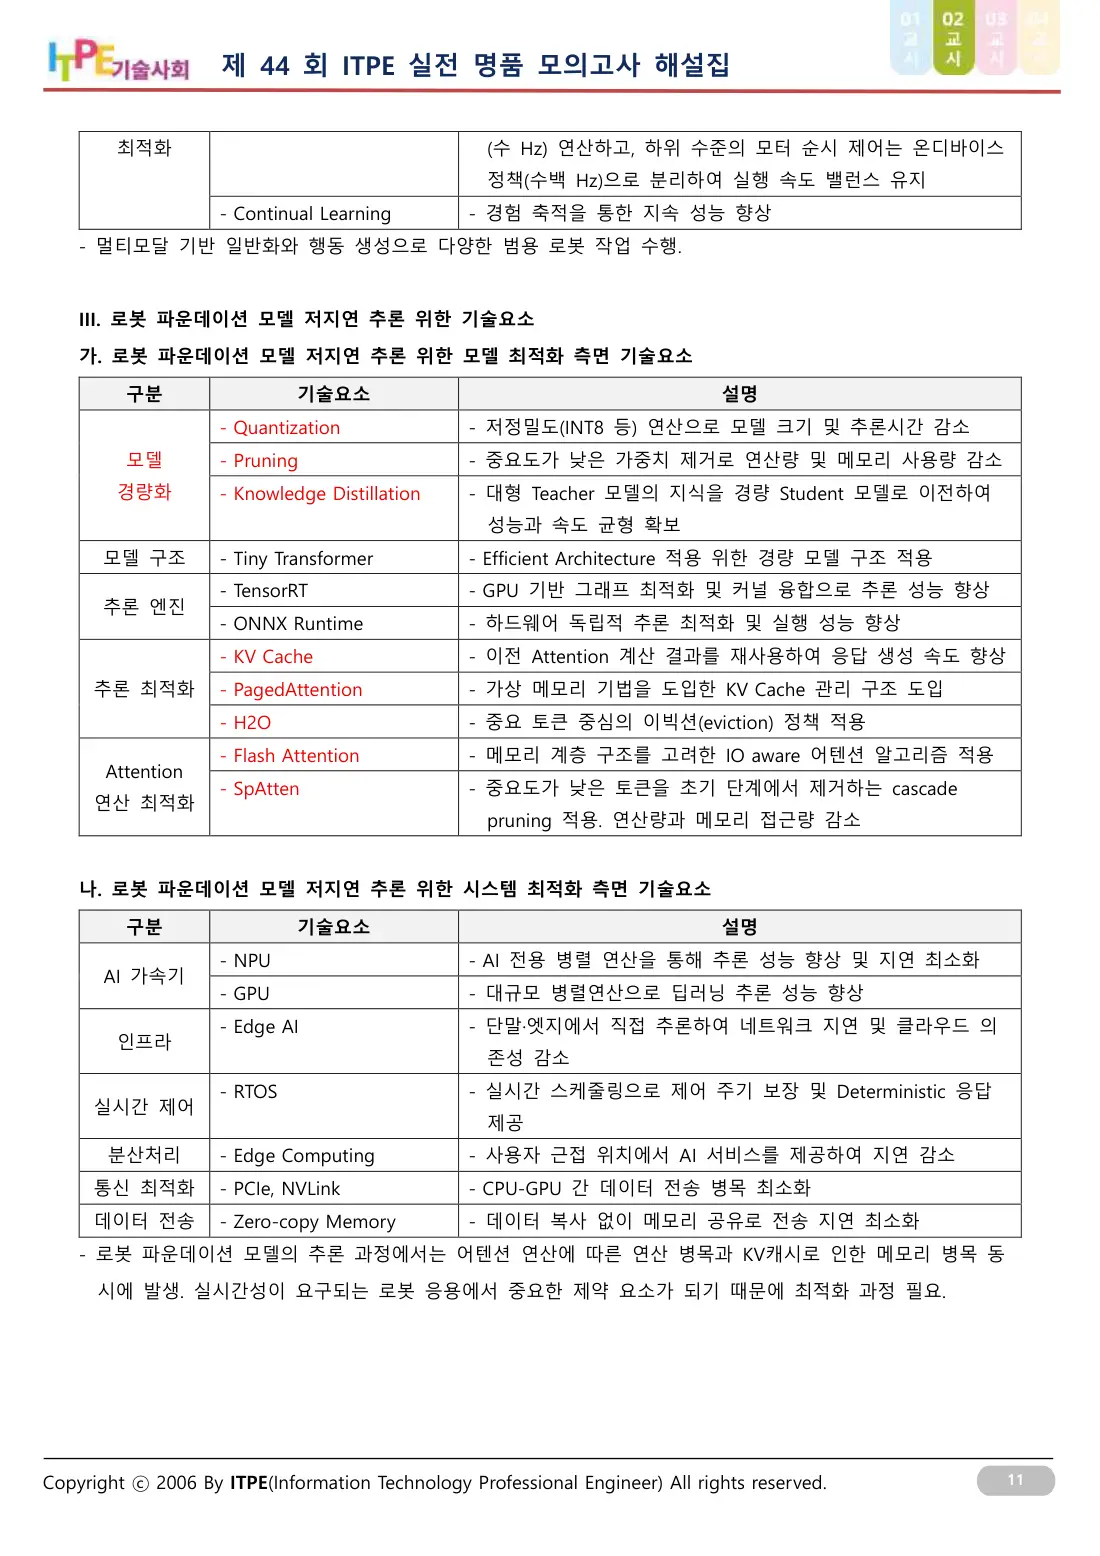 ITPE기술사회 제 44 회 ITPE 실전 명품 모의고사 해설집
01 교시 02 교시 03 교시 04 교시
최적화
(수 Hz) 연산하고, 하위 수준의 모터 순시 제어는 온디바이스
정책(수백 Hz)으로 분리하여 실행 속도 밸런스 유지
- Continual Learning - 경험 축적을 통한 지속 성능 향상
- 멀티모달 기반 일반화와 행동 생성으로 다양한 범용 로봇 작업 수행.
III. 로봇 파운데이션 모델 저지연 추론 위한 기술요소
가. 로봇 파운데이션 모델 저지연 추론 위한 모델 최적화 측면 기술요소
구분 기술요소 설명
모델
경량화
- Quantization - 저정밀도(INT8 등) 연산으로 모델 크기 및 추론시간 감소
- Pruning - 중요도가 낮은 가중치 제거로 연산량 및 메모리 사용량 감소
- Knowledge Distillation - 대형 Teacher 모델의 지식을 경량 Student 모델로 이전하여
성능과 속도 균형 확보
모델 구조 - Tiny Transformer - Efficient Architecture 적용 위한 경량 모델 구조 적용
추론 엔진
- TensorRT - GPU 기반 그래프 최적화 및 커널 융합으로 추론 성능 향상
- ONNX Runtime - 하드웨어 독립적 추론 최적화 및 실행 성능 향상
추론 최적화
- KV Cache - 이전 Attention 계산 결과를 재사용하여 응답 생성 속도 향상
- PagedAttention - 가상 메모리 기법을 도입한 KV Cache 관리 구조 도입
- H2O - 중요 토큰 중심의 이빅션(eviction) 정책 적용
Attention
연산 최적화
- Flash Attention - 메모리 계층 구조를 고려한 IO aware 어텐션 알고리즘 적용
- SpAtten - 중요도가 낮은 토큰을 초기 단계에서 제거하는 cascade
pruning 적용. 연산량과 메모리 접근량 감소
나. 로봇 파운데이션 모델 저지연 추론 위한 시스템 최적화 측면 기술요소
구분 기술요소 설명
AI 가속기
- NPU - AI 전용 병렬 연산을 통해 추론 성능 향상 및 지연 최소화
- GPU - 대규모 병렬연산으로 딥러닝 추론 성능 향상
인프라
- Edge AI - 단말·엣지에서 직접 추론하여 네트워크 지연 및 클라우드 의
존성 감소
실시간 제어
- RTOS - 실시간 스케줄링으로 제어 주기 보장 및 Deterministic 응답
제공
분산처리 - Edge Computing - 사용자 근접 위치에서 AI 서비스를 제공하여 지연 감소
통신 최적화 - PCIe, NVLink - CPU-GPU 간 데이터 전송 병목 최소화
데이터 전송 - Zero-copy Memory - 데이터 복사 없이 메모리 공유로 전송 지연 최소화
- 로봇 파운데이션 모델의 추론 과정에서는 어텐션 연산에 따른 연산 병목과 KV캐시로 인한 메모리 병목 동
시에 발생. 실시간성이 요구되는 로봇 응용에서 중요한 제약 요소가 되기 때문에 최적화 과정 필요.
Copyright ⓒ 2006 By ITPE(Information Technology Professional Engineer) All rights reserved.
11